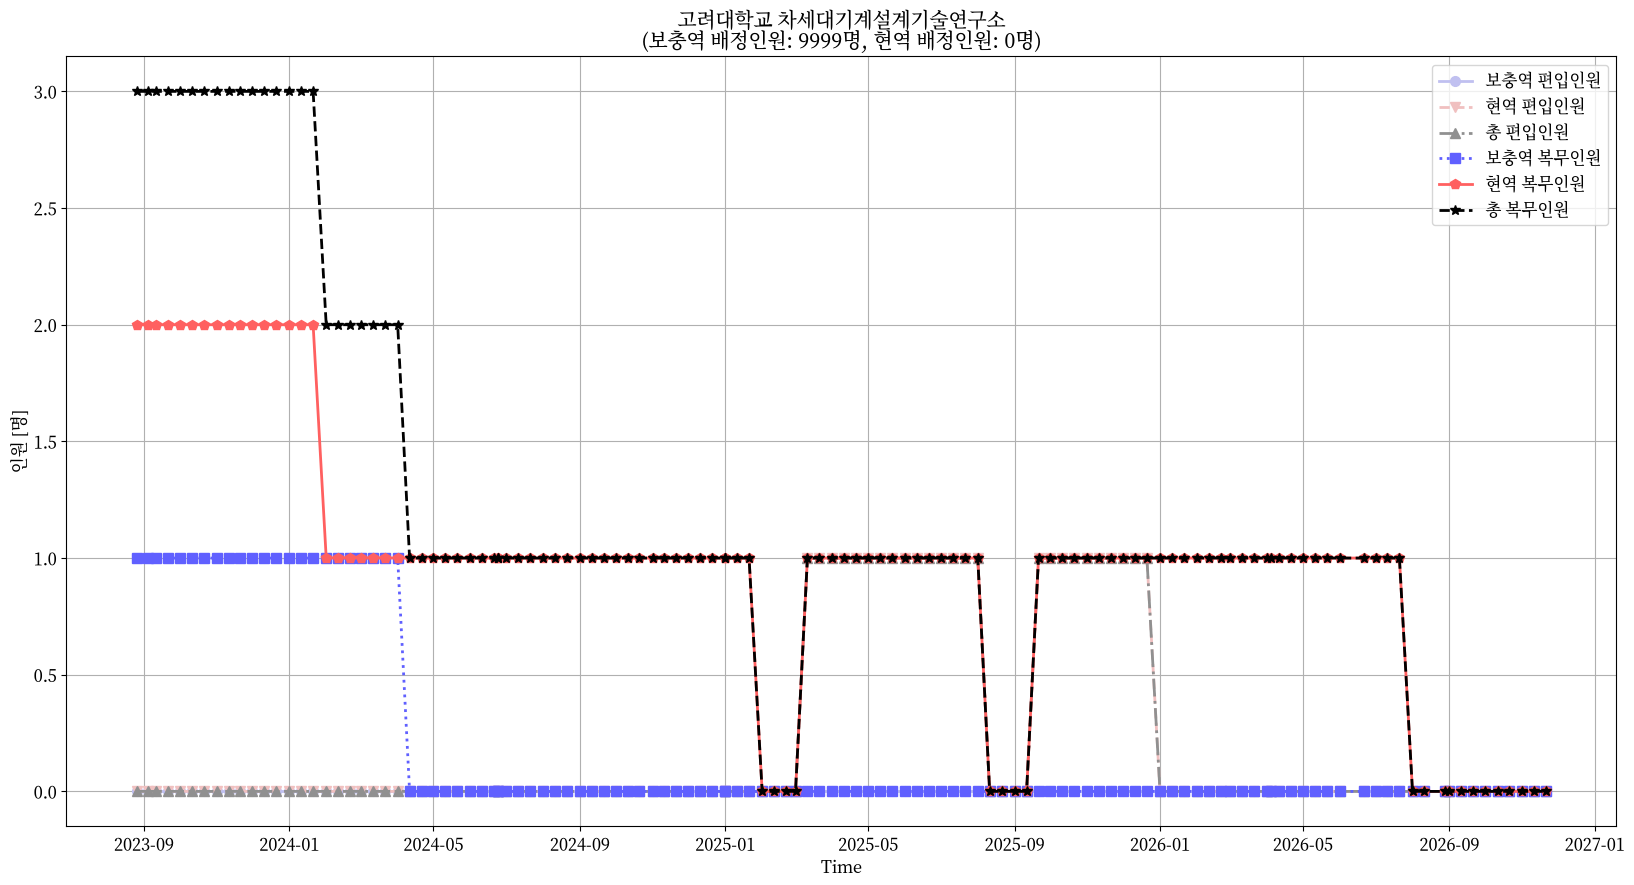 고려대학교 차세대기계설계기술연구소
(보충역 배정인원: 9999명, 현역 배정인원: 0명)
보충역 편입인원
현역 편입인원
총 편입인원
보충역 복무인원
현역 복무인원
총 복무인원
인원 [명]
3.0
2.5
2.0
1.5
1.0
0.5
0.0
2023-09
2024-01
2024-05
2024-09
2025-01
2025-05
2025-09
2026-01
2026-05
2026-09
2027-01
Time